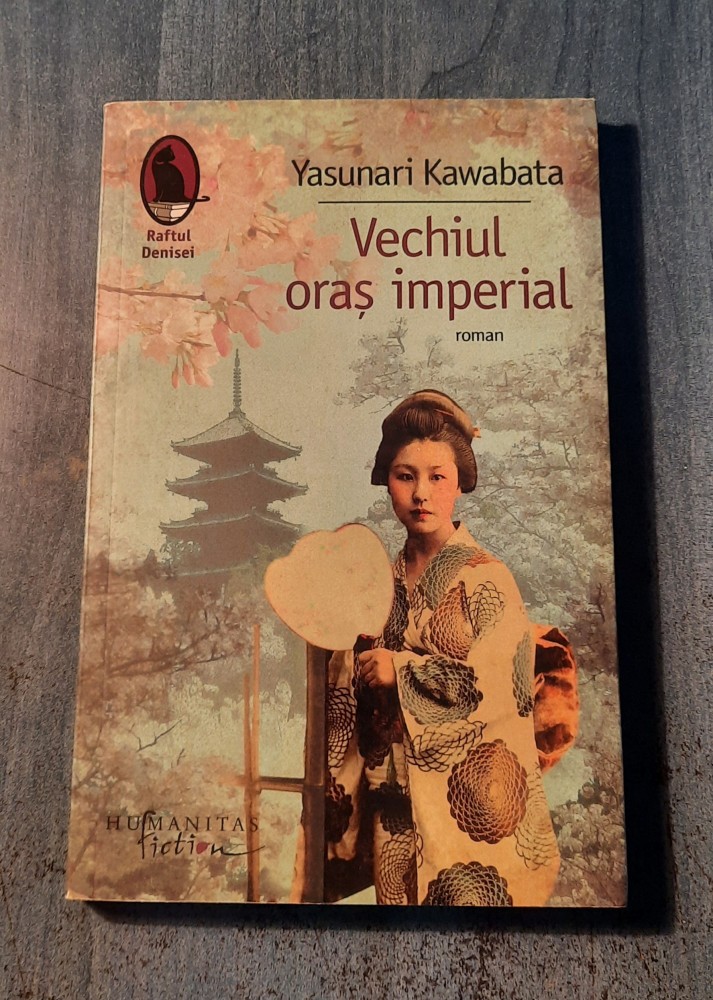 Raftul
Denisei
Yasunari Kawabata
Vechiul
oraș imperial
roman
HUMANITAS
fiction